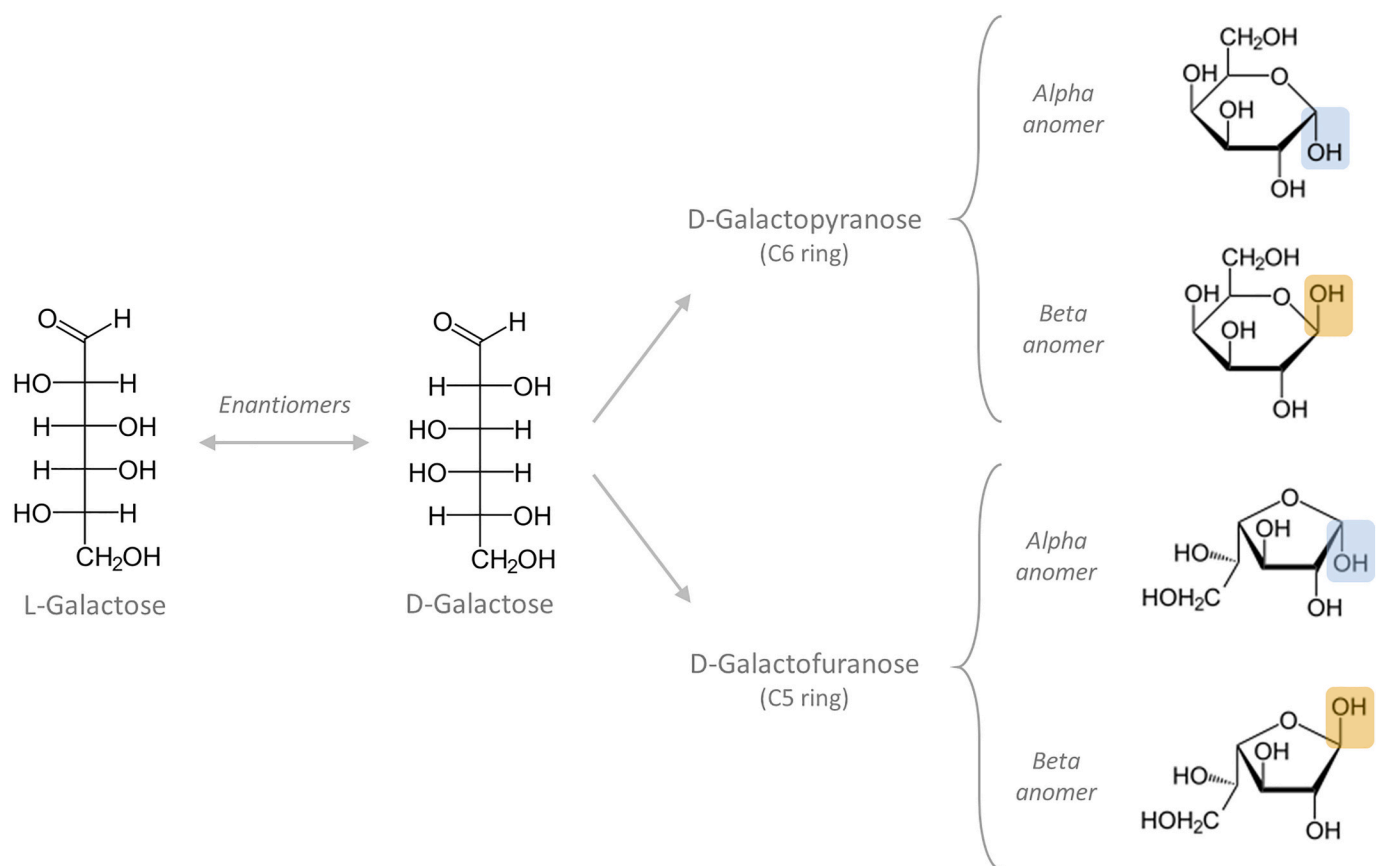 O
H
HO
H
H
OH
H
OH
HO
H
CH₂OH
L-Galactose
Enantiomers
O
H
H
OH
HO
H
HO
H
H
OH
CH₂OH
D-Galactose
D-Galactopyranose
(C6 ring)
Alpha
anomer
CH₂OH
OH
O
OH
OH
OH
Beta
anomer
CH₂OH
OH
O
OH
OH
OH
D-Galactofuranose
(C5 ring)
Alpha
anomer
O
OH
HO
OH
HOH2C
OH
Beta
anomer
OH
O
OH
HO
HOH2C
OH